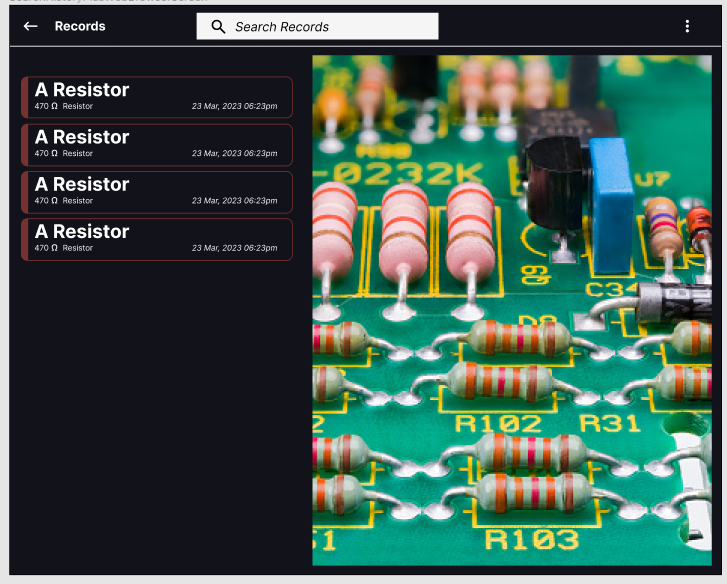 Records
Search Records
A Resistor
470 Ω Resistor 23 Mar, 2023 06:23pm
A Resistor
470 Ω Resistor 23 Mar, 2023 06:23pm
A Resistor
470 Ω Resistor 23 Mar, 2023 06:23pm
A Resistor
470 Ω Resistor 23 Mar, 2023 06:23pm
-0232K
U7
Q9
C34
D8
R102 R31
R103